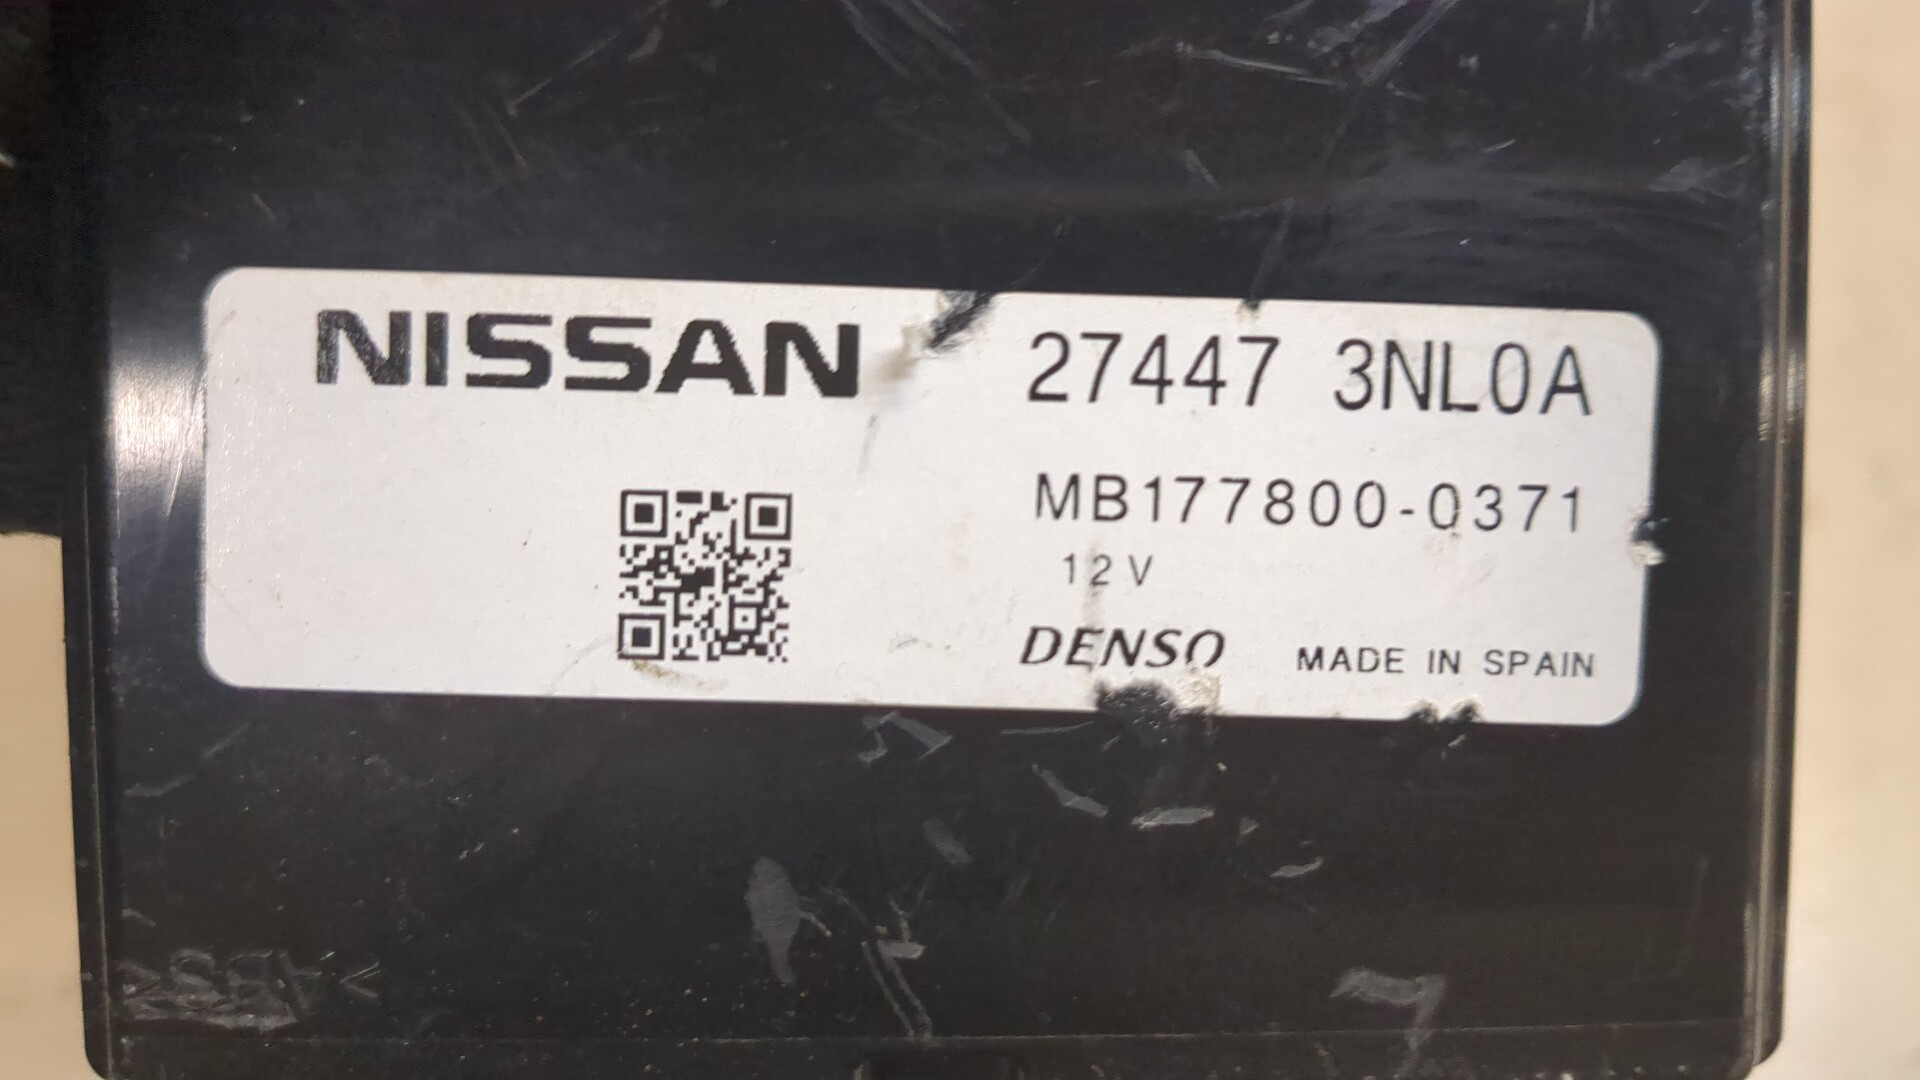 NISSAN 27447 3NL0A
MB177800-0371
12V
DENSO MADE IN SPAIN